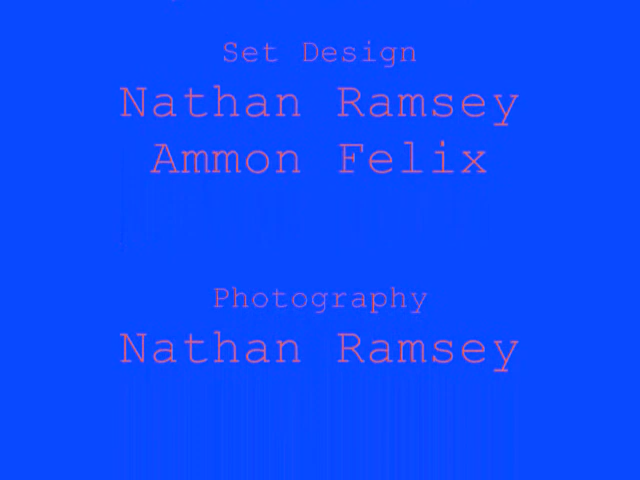 Set Design
Nathan Ramsey
Ammon Felix
Photography
Nathan Ramsey